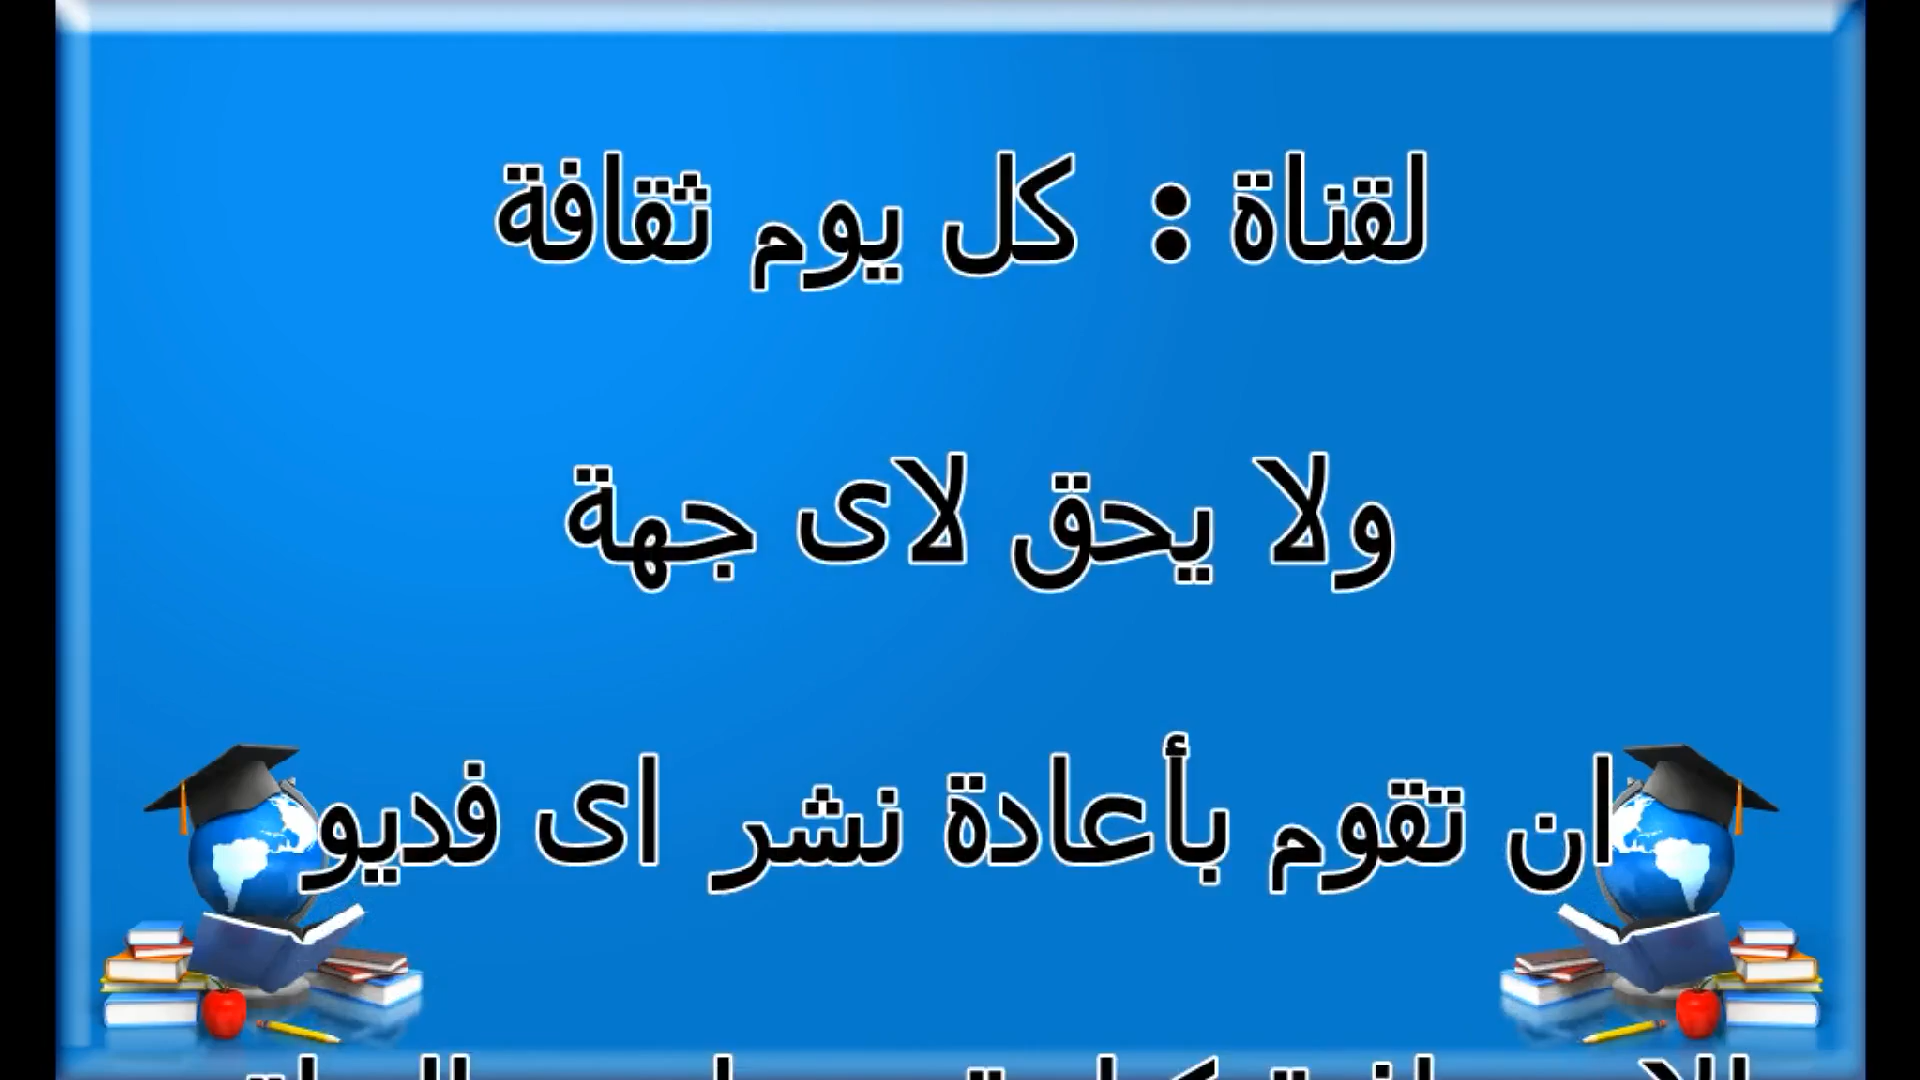 لقناة : كل يوم ثقافة
ولا يحق لاى جهة
ان تقوم بأعادة نشر اى فديو